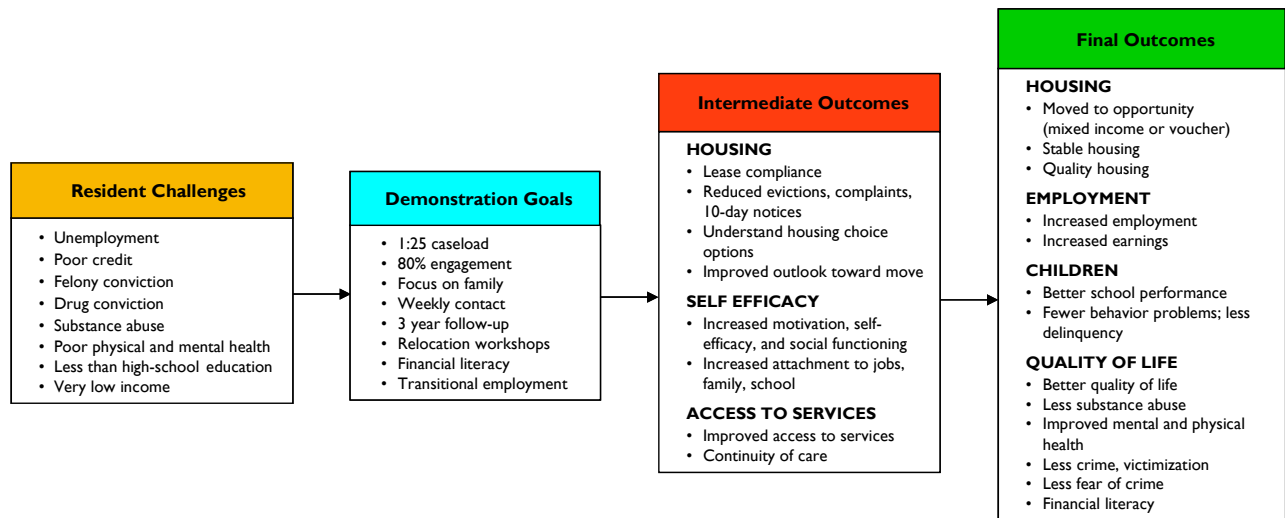 Resident Challenges
• Unemployment
• Poor credit
• Felony conviction
• Drug conviction
• Substance abuse
• Poor physical and mental health
• Less than high-school education
• Very low income
Demonstration Goals
• 1:25 caseload
• 80% engagement
• Focus on family
• Weekly contact
• 3 year follow-up
• Relocation workshops
• Financial literacy
• Transitional employment
Intermediate Outcomes
HOUSING
• Lease compliance
• Reduced evictions, complaints,
10-day notices
• Understand housing choice
options
• Improved outlook toward move
SELF EFFICACY
• Increased motivation, self-
efficacy, and social functioning
• Increased attachment to jobs,
family, school
ACCESS TO SERVICES
• Improved access to services
• Continuity of care
Final Outcomes
HOUSING
• Moved to opportunity
(mixed income or voucher)
• Stable housing
• Quality housing
EMPLOYMENT
• Increased employment
• Increased earnings
CHILDREN
• Better school performance
• Fewer behavior problems; less
delinquency
QUALITY OF LIFE
• Better quality of life
• Less substance abuse
• Improved mental and physical
health
• Less crime, victimization
• Less fear of crime
• Financial literacy